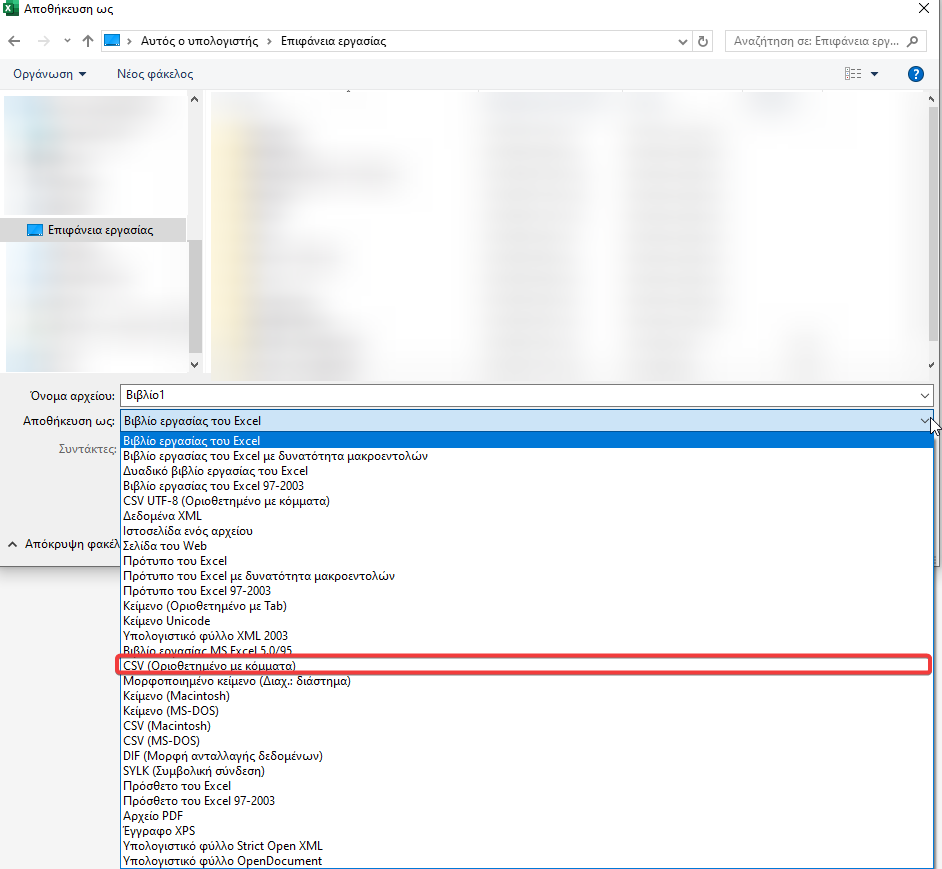 Αποθήκευση ως
Αυτός ο υπολογιστής > Επιφάνεια εργασίας
Αναζήτηση σε: Επιφάνεια εργ...
Οργάνωση
Νέος φάκελος
Επιφάνεια εργασίας
Όνομα αρχείου: Βιβλίο1
Αποθήκευση ως: Βιβλίο εργασίας του Excel
Συντάκτες:
Βιβλίο εργασίας του Excel
Βιβλίο εργασίας του Excel με δυνατότητα μακροεντολών
Δυαδικό βιβλίο εργασίας του Excel
Βιβλίο εργασίας του Excel 97-2003
CSV UTF-8 (Οριοθετημένο με κόμματα)
Δεδομένα XML
Ιστοσελίδα ενός αρχείου
Σελίδα του Web
Απόκρυψη φακέλ
Πρότυπο του Excel
Πρότυπο του Excel με δυνατότητα μακροεντολών
Πρότυπο του Excel 97-2003
Κείμενο (Οριοθετημένο με Tab)
Κείμενο Unicode
Υπολογιστικό φύλλο XML 2003
Βιβλίο εργασίας MS Excel 5.0/95
CSV (Οριοθετημένο με κόμματα)
Μορφοποιημένο κείμενο (Διαχ.: διάστημα)
Κείμενο (Macintosh)
Κείμενο (MS-DOS)
CSV (Macintosh)
CSV (MS-DOS)
DIF (Μορφή ανταλλαγής δεδομένων)
SYLK (Συμβολική σύνδεση)
Πρόσθετο του Excel
Πρόσθετο του Excel 97-2003
Αρχείο PDF
Έγγραφο XPS
Υπολογιστικό φύλλο Strict Open XML
Υπολογιστικό φύλλο OpenDocument